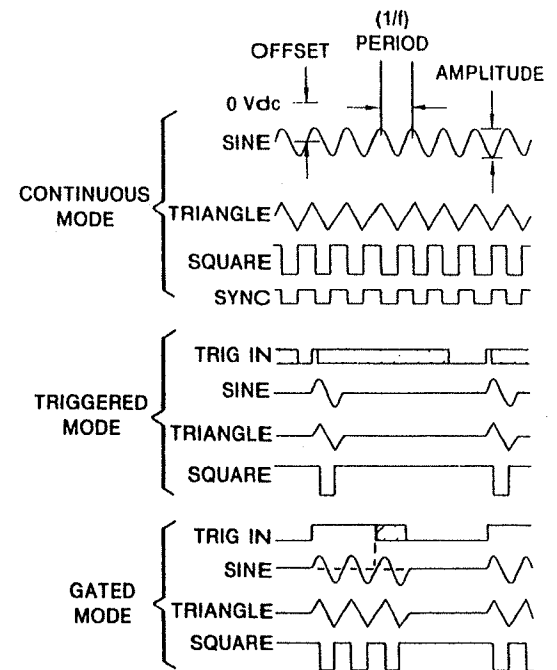 (1/f)
PERIOD
OFFSET
AMPLITUDE
0 Vdc
SINE
CONTINUOUS
MODE
TRIANGLE
SQUARE
SYNC
TRIG IN
SINE
TRIGGERED
MODE
TRIANGLE
SQUARE
TRIG IN
SINE
GATED
MODE
TRIANGLE
SQUARE